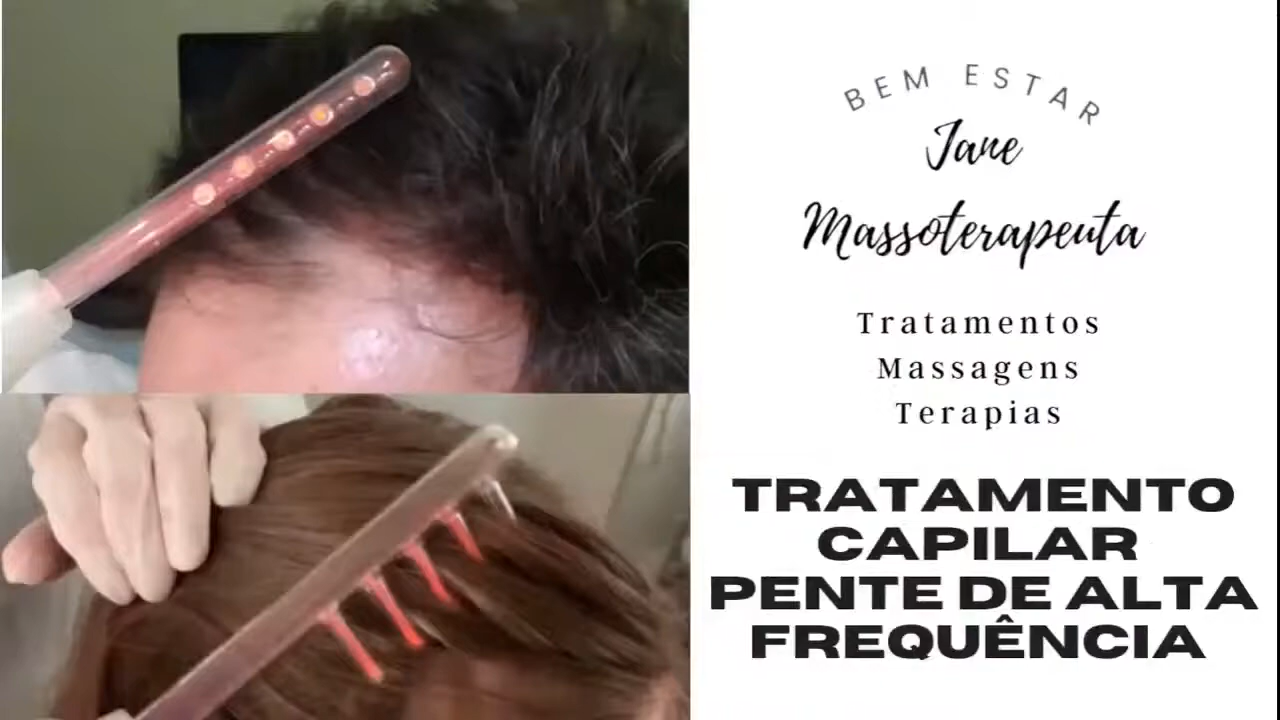 BEM ESTAR
Jane
Massoterapeuta
Tratamentos
Massagens
Terapias
TRATAMENTO
CAPILAR
PENTE DE ALTA
FREQUÊNCIA